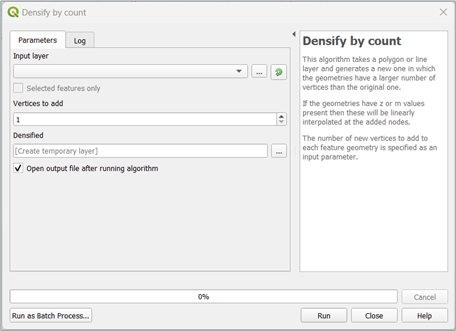 Densify by count
Parameters
Log
Input layer
...
Selected features only
Vertices to add
1
Densified
[Create temporary layer]
...
Open output file after running algorithm
Densify by count
This algorithm takes a polygon or line
layer and generates a new one in which
the geometries have a larger number of
vertices than the original one.
If the geometries have z or m values
present then these will be linearly
interpolated at the added nodes.
The number of new vertices to add to
each feature geometry is specified as an
input parameter.
0%
Cancel
Run as Batch Process...
Run
Close
Help